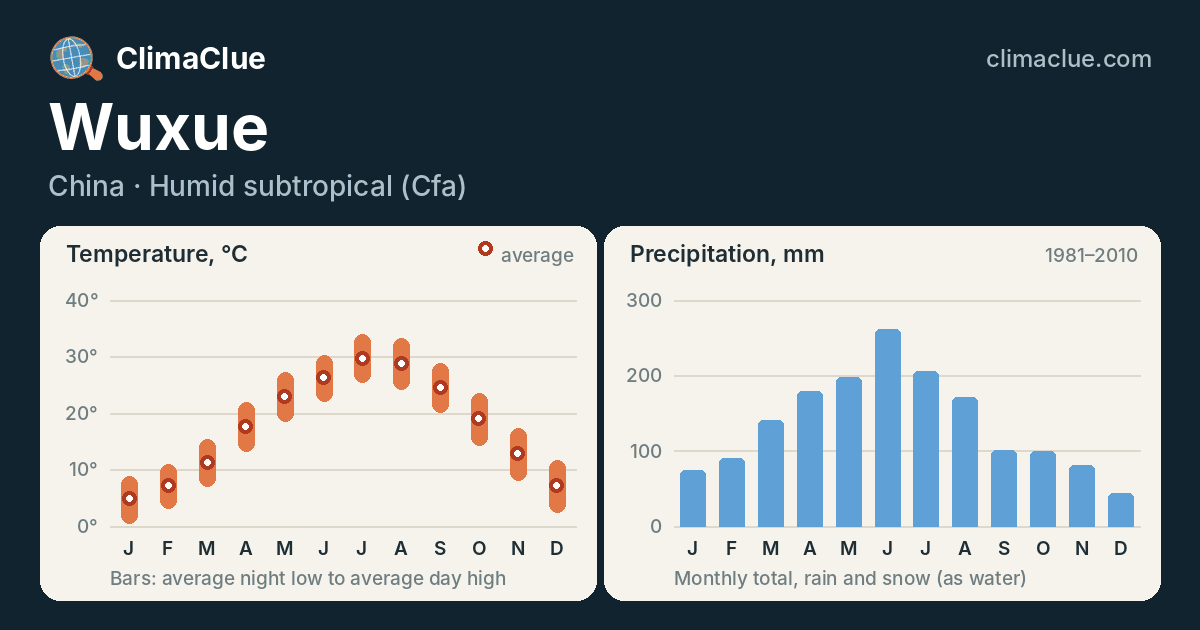 ClimaClue
climaclue.com
Wuxue
China · Humid subtropical (Cfa)
Temperature, °C
average
40°
30°
20°
10°
0°
J F M A M J J A S O N D
Bars: average night low to average day high
Precipitation, mm
1981–2010
300
200
100
0
J F M A M J J A S O N D
Monthly total, rain and snow (as water)